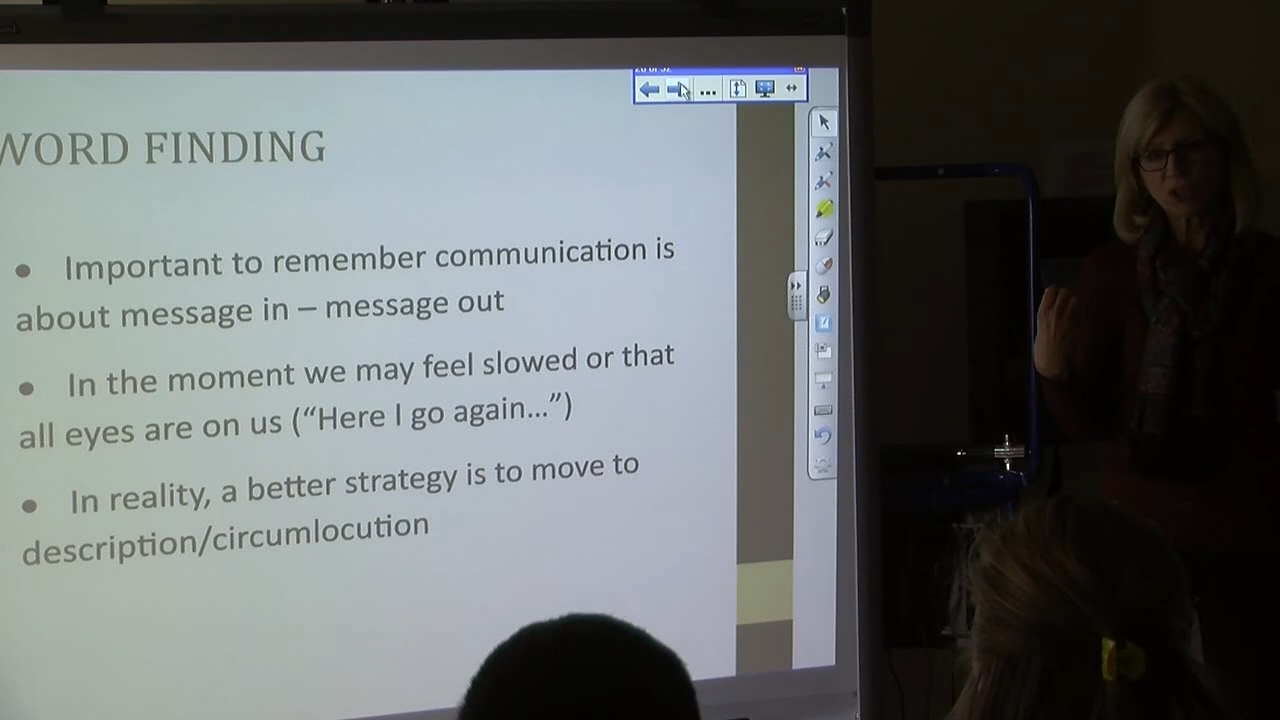 WORD FINDING
• Important to remember communication is
about message in – message out
• In the moment we may feel slowed or that
all eyes are on us (“Here I go again...”)
• In reality, a better strategy is to move to
description/circumlocution